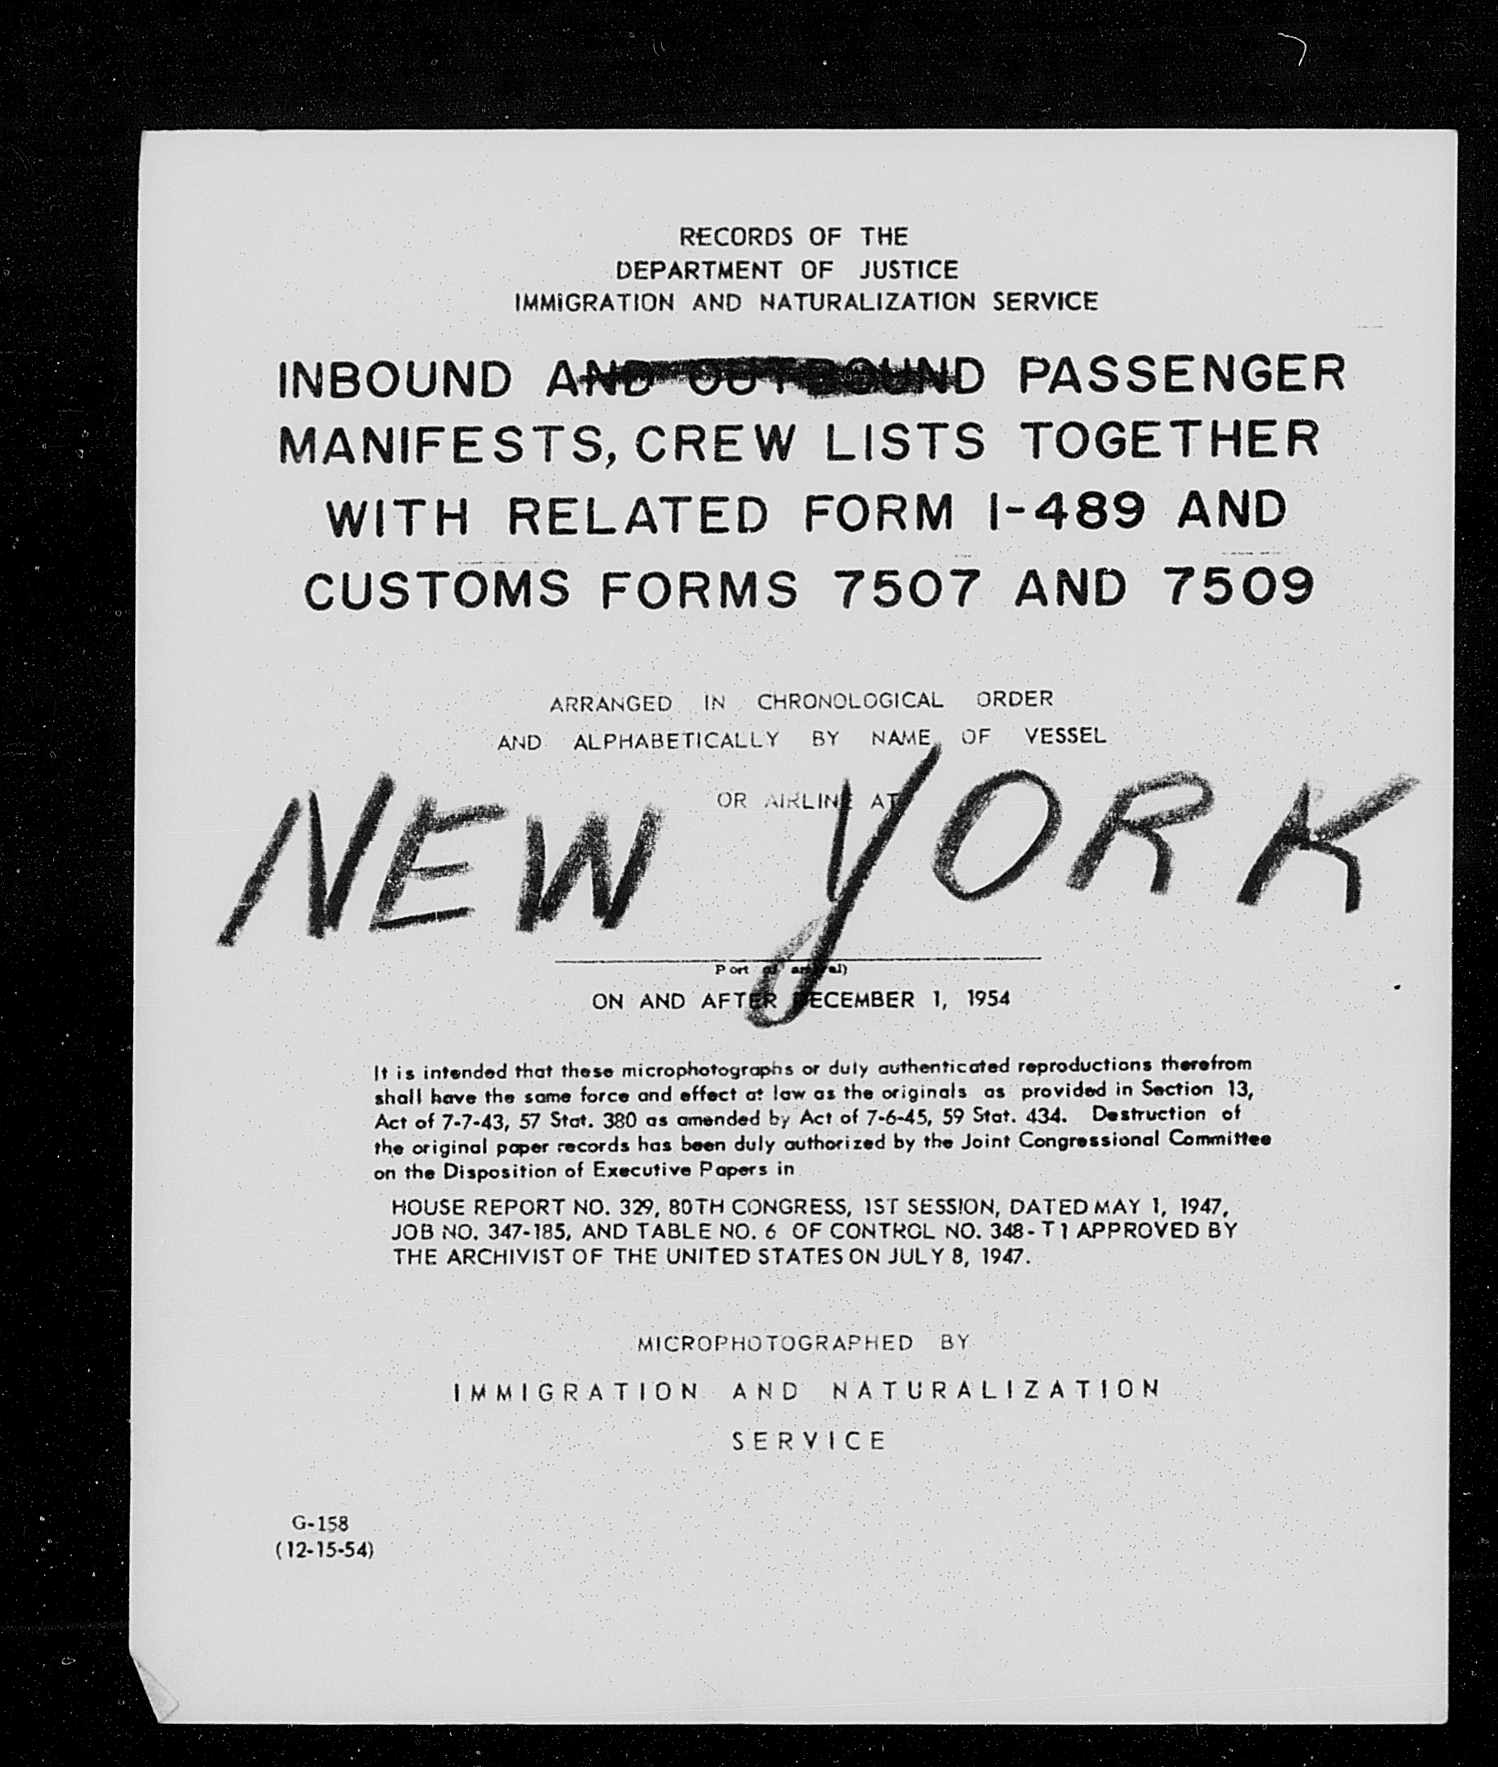 RECORDS OF THE
DEPARTMENT OF JUSTICE
IMMIGRATION AND NATURALIZATION SERVICE
INBOUND AND OUTBOUND PASSENGER
MANIFESTS, CREW LISTS TOGETHER
WITH RELATED FORM I-489 AND
CUSTOMS FORMS 7507 AND 7509
ARRANGED IN CHRONOLOGICAL ORDER
AND ALPHABETICALLY BY NAME OF VESSEL
OR AIRLINE AT
NEW YORK
Port of arrival)
ON AND AFTER DECEMBER 1, 1954
It is intended that these microphotographs or duly authenticated reproductions therefrom
shall have the same force and effect at law as the originals as provided in Section 13,
Act of 7-7-43, 57 Stat. 380 as amended by Act of 7-6-45, 59 Stat. 434. Destruction of
the original paper records has been duly authorized by the Joint Congressional Committee
on the Disposition of Executive Papers in
HOUSE REPORT NO. 329, 80TH CONGRESS, 1ST SESSION, DATED MAY 1, 1947,
JOB NO. 347-185, AND TABLE NO. 6 OF CONTROL NO. 348-T1 APPROVED BY
THE ARCHIVIST OF THE UNITED STATES ON JULY 8, 1947.
MICROPHOTOGRAPHED BY
IMMIGRATION AND NATURALIZATION
SERVICE
G-158
(12-15-54)